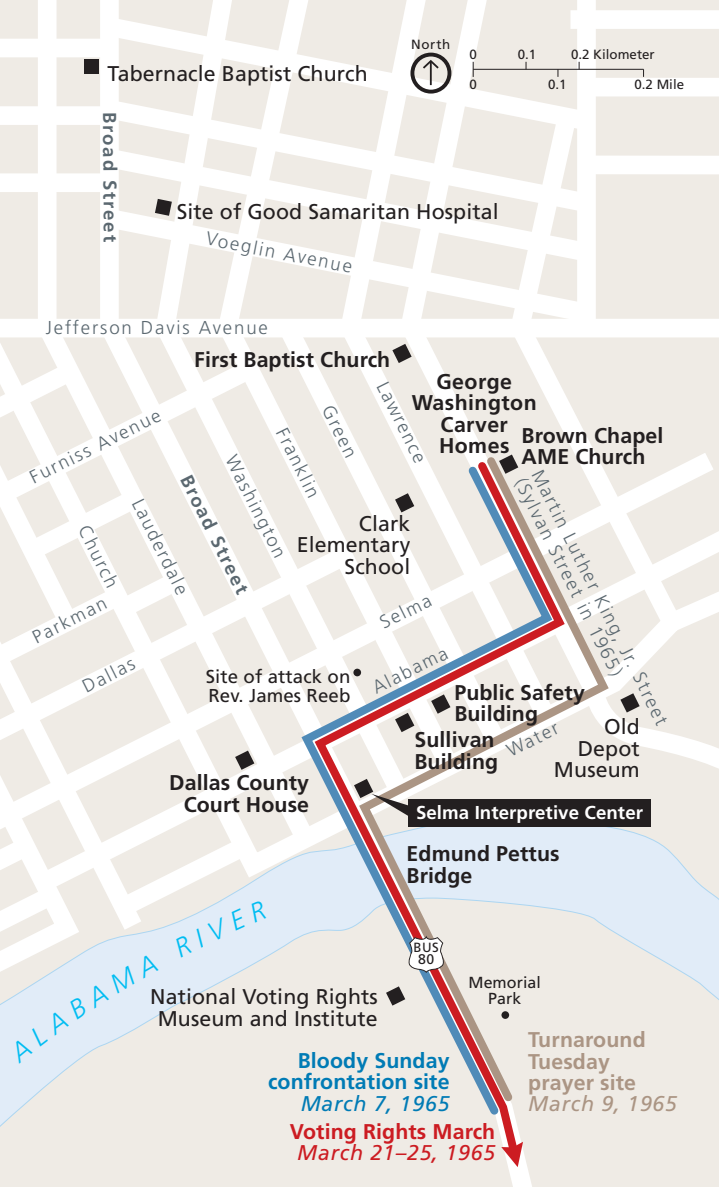 North
0 0.1 0.2 Kilometer
0 0.1 0.2 Mile
Tabernacle Baptist Church
Broad Street
Site of Good Samaritan Hospital
Voeglin Avenue
Jefferson Davis Avenue
First Baptist Church
George
Washington
Carver
Homes
Brown Chapel
AME Church
Lawrence
Green
Franklin
Washington
Broad Street
Lauderdale
Church
Furniss Avenue
Martin Luther King, Jr. Street
(Sylvan Street in 1965)
Clark
Elementary
School
Parkman
Dallas
Selma
Alabama
Site of attack on
Rev. James Reeb
Public Safety
Building
Sullivan
Building
Water
Old
Depot
Museum
Dallas County
Court House
Selma Interpretive Center
Edmund Pettus
Bridge
ALABAMA RIVER
BUS
80
National Voting Rights
Museum and Institute
Memorial
Park
Turnaround
Tuesday
prayer site
March 9, 1965
Bloody Sunday
confrontation site
March 7, 1965
Voting Rights March
March 21–25, 1965